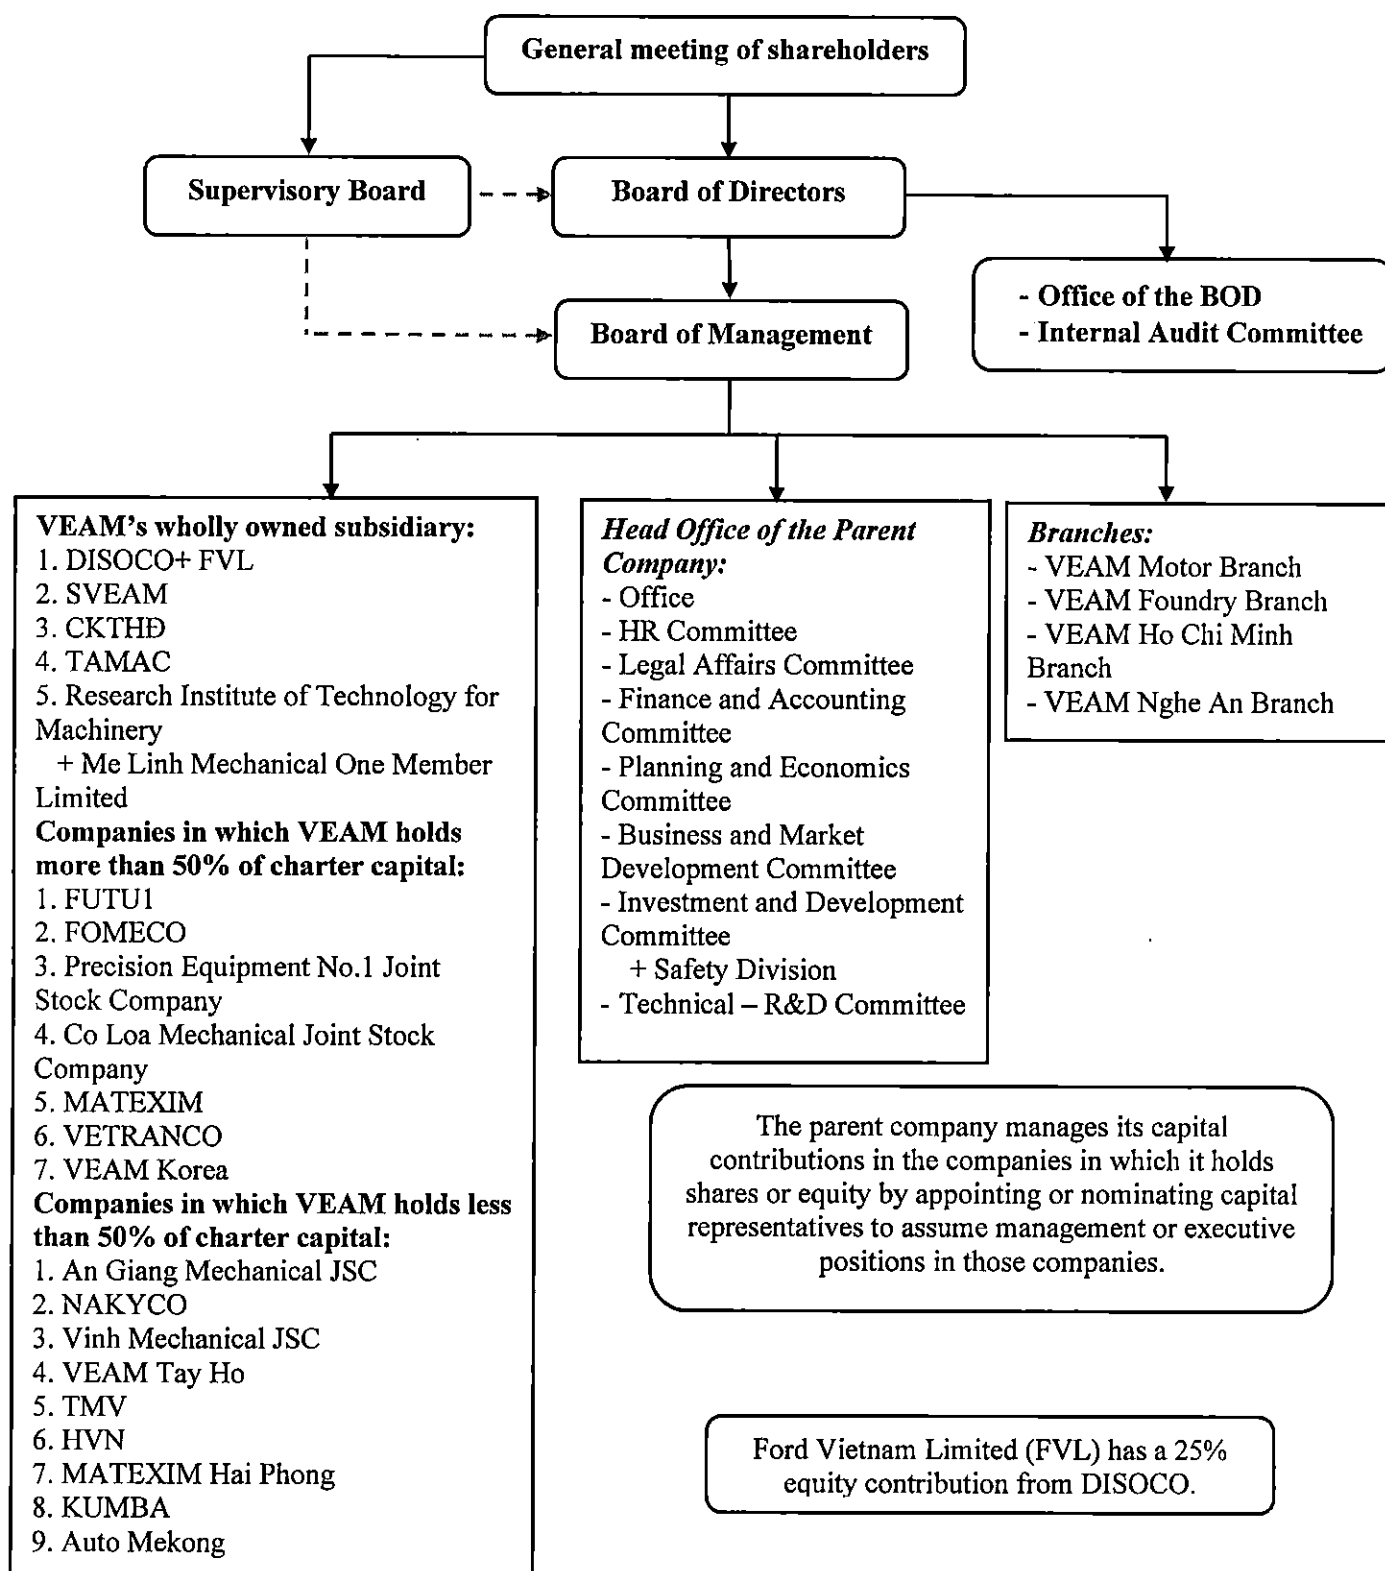 General meeting of shareholders
Supervisory Board
Board of Directors
- Office of the BOD
- Internal Audit Committee
Board of Management
VEAM's wholly owned subsidiary:
1. DISOCO+ FVL
2. SVEAM
3. CKTHĐ
4. TAMAC
5. Research Institute of Technology for
Machinery
+ Me Linh Mechanical One Member
Limited
Companies in which VEAM holds
more than 50% of charter capital:
1. FUTU1
2. FOMECO
3. Precision Equipment No.1 Joint
Stock Company
4. Co Loa Mechanical Joint Stock
Company
5. MATEXIM
6. VETRANCO
7. VEAM Korea
Companies in which VEAM holds less
than 50% of charter capital:
1. An Giang Mechanical JSC
2. NAKYCO
3. Vinh Mechanical JSC
4. VEAM Tay Ho
5. TMV
6. HVN
7. MATEXIM Hai Phong
8. KUMBA
9. Auto Mekong
Head Office of the Parent
Company:
- Office
- HR Committee
- Legal Affairs Committee
- Finance and Accounting
Committee
- Planning and Economics
Committee
- Business and Market
Development Committee
- Investment and Development
Committee
+ Safety Division
- Technical – R&D Committee
Branches:
- VEAM Motor Branch
- VEAM Foundry Branch
- VEAM Ho Chi Minh
Branch
- VEAM Nghe An Branch
The parent company manages its capital
contributions in the companies in which it holds
shares or equity by appointing or nominating capital
representatives to assume management or executive
positions in those companies.
Ford Vietnam Limited (FVL) has a 25%
equity contribution from DISOCO.